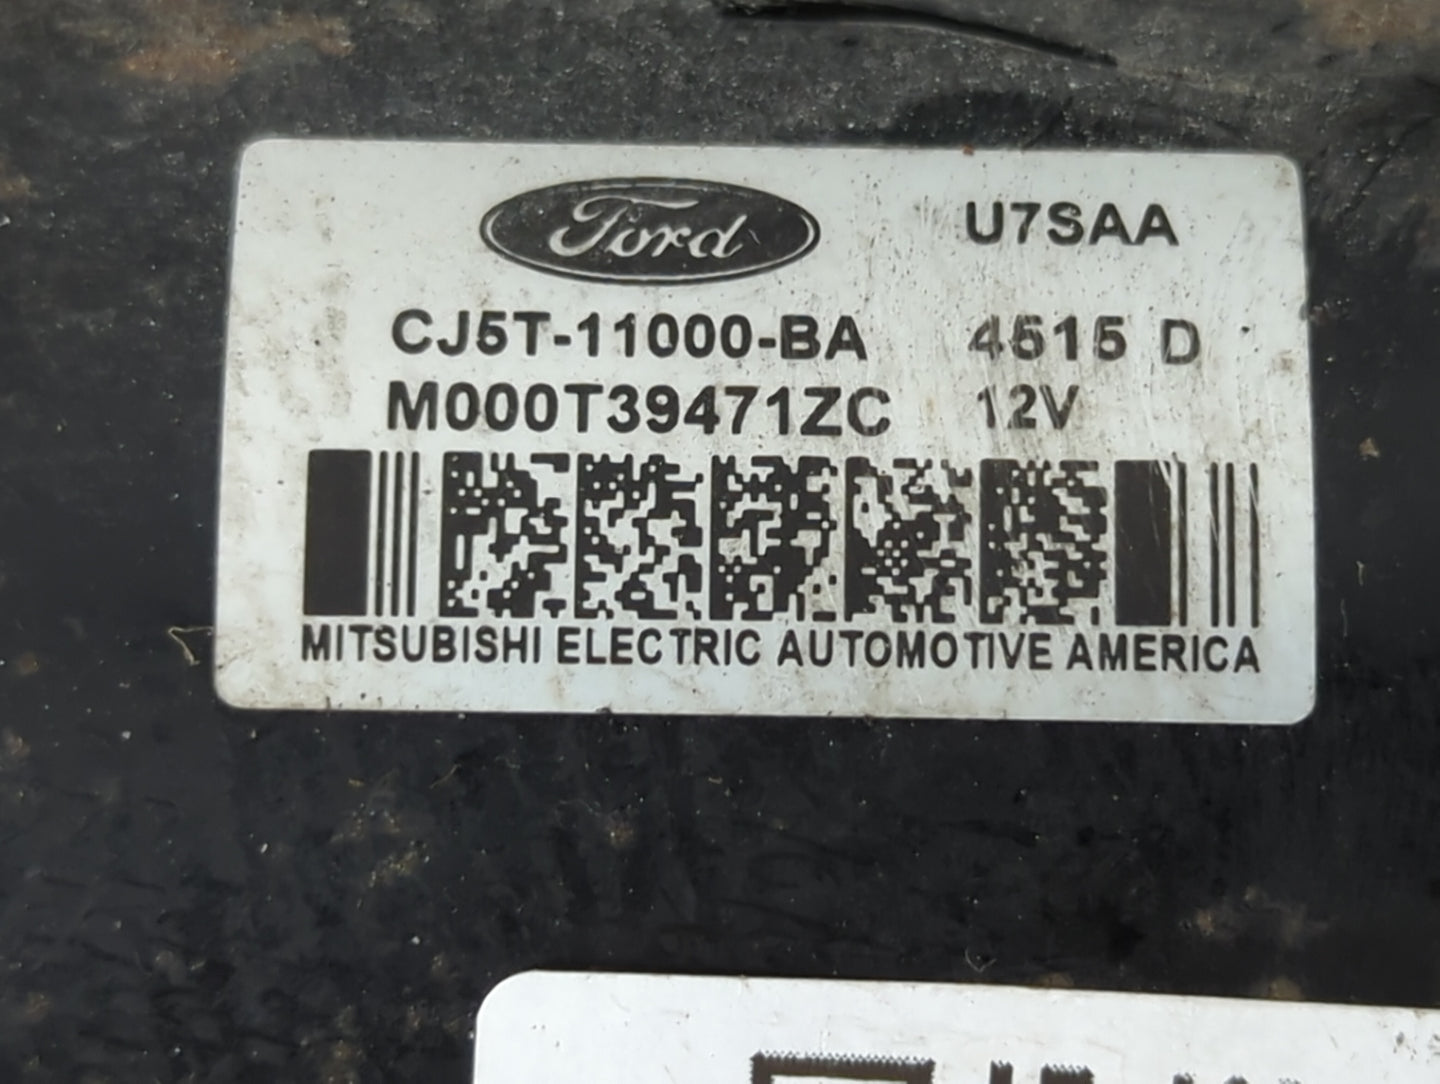 Ford U7SAA
CJ5T-11000-BA 4515 D
M000T39471ZC 12V
MITSUBISHI ELECTRIC AUTOMOTIVE AMERICA